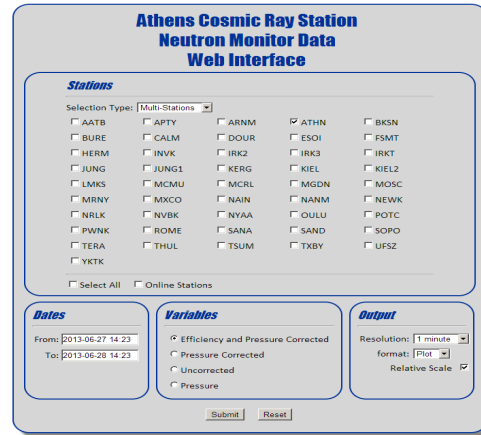 Athens Cosmic Ray Station
Neutron Monitor Data
Web Interface
Stations
Selection Type: Multi-Stations
AATB APTY ARNM ATHN BKSN
BURE CALM DOUR ESOI FSMT
HERM INVK IRK2 IRK3 IRKT
JUNG JUNG1 KERG KIEL KIEL2
LMKS MCMU MCRL MGDN MOSC
MRNY MXCO NAIN NANM NEWK
NRLK NVBK NYAA OULU POTC
PWNK ROME SANA SAND SOPO
TERA THUL TSUM TXBY UFSZ
YKTK
Select All Online Stations
Dates
From: 2013-06-27 14:23
To: 2013-06-28 14:23
Variables
Efficiency and Pressure Corrected
Pressure Corrected
Uncorrected
Pressure
Output
Resolution: 1 minute
format: Plot
Relative Scale
Submit Reset